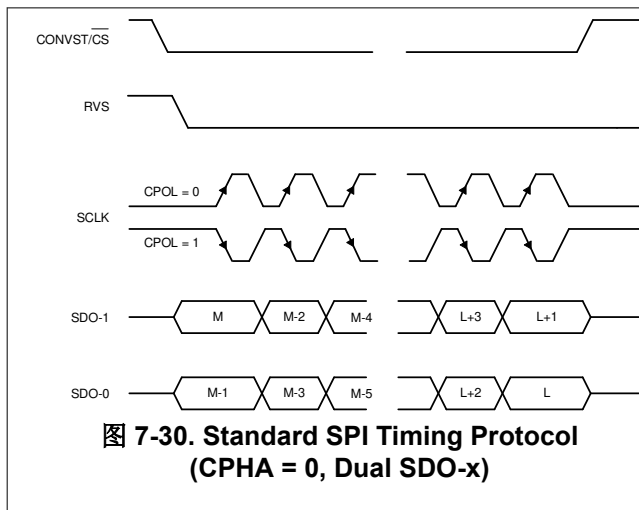 CONVST/CS
RVS
CPOL = 0
SCLK
CPOL = 1
SDO-1 M M-2 M-4 L+3 L+1
SDO-0 M-1 M-3 M-5 L+2 L
图 7-30. Standard SPI Timing Protocol
(CPHA = 0, Dual SDO-x)